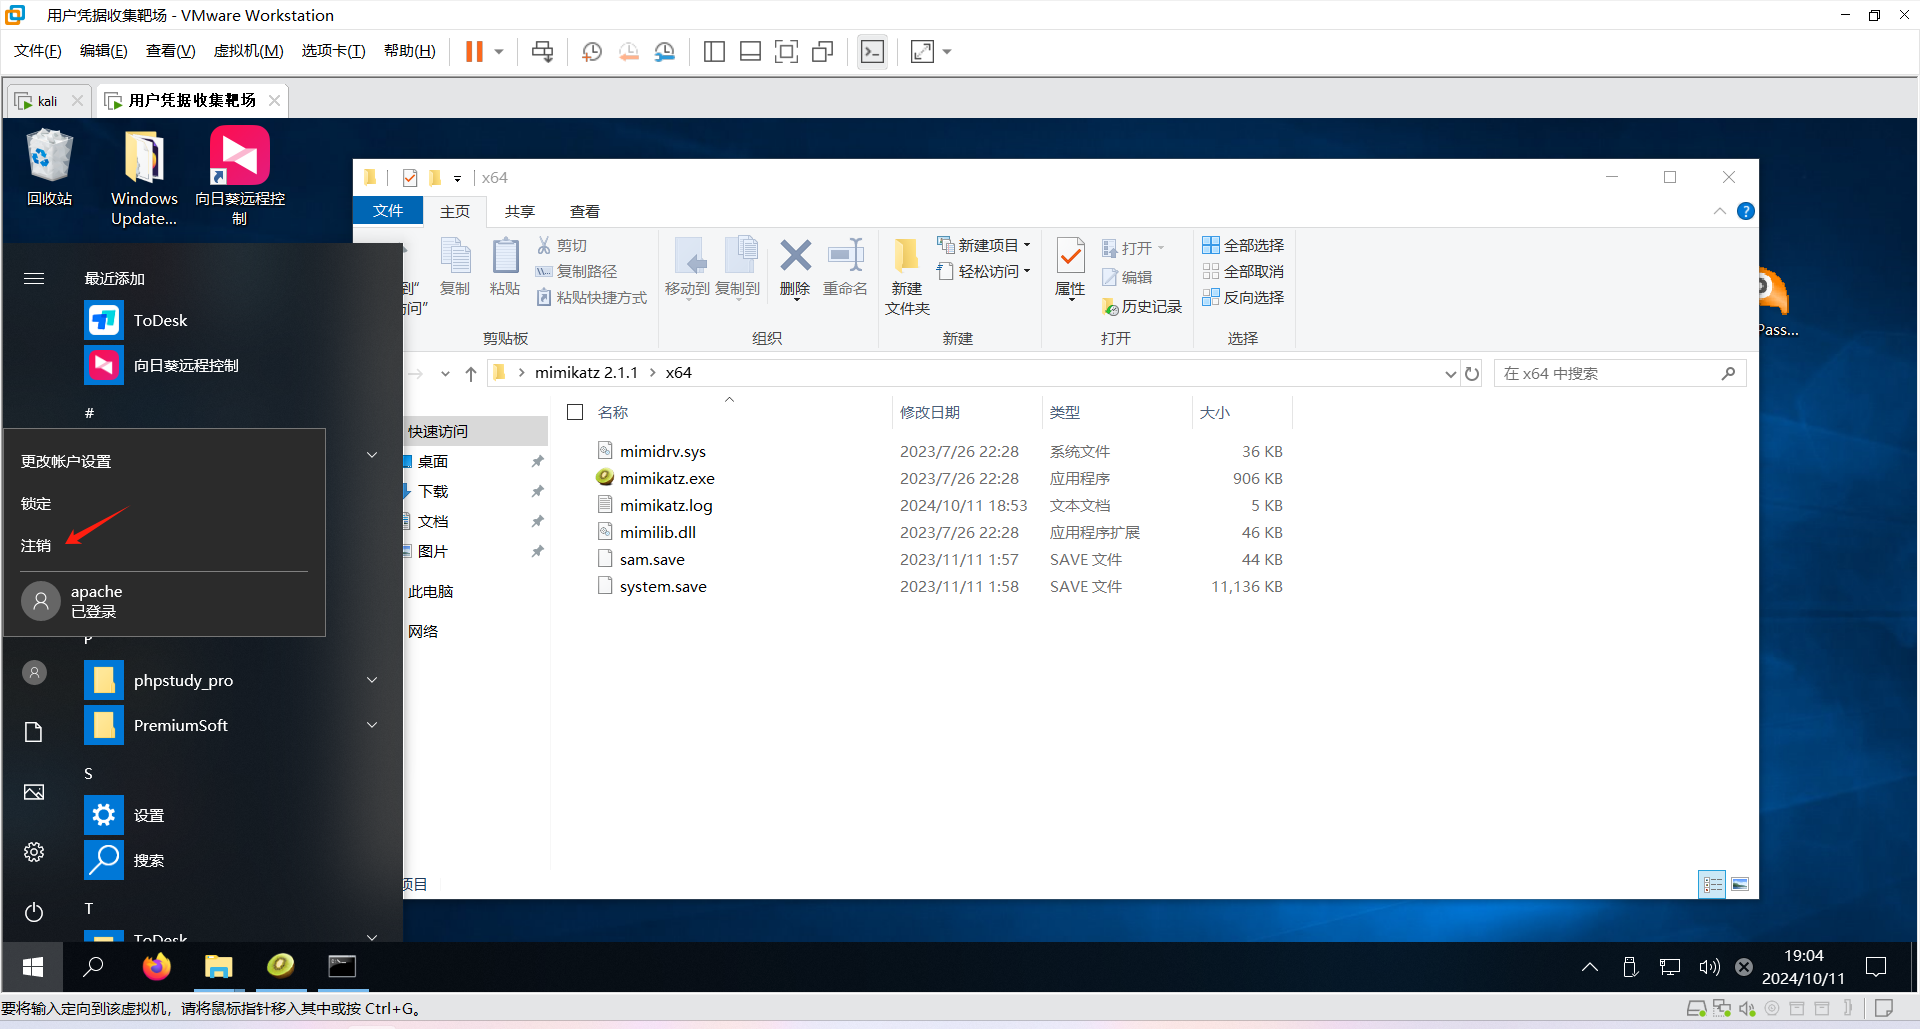 用户凭据收集靶场 - VMware Workstation
文件(F) 编辑(E) 查看(V) 虚拟机(M) 选项卡(T) 帮助(H)
kali
用户凭据收集靶场
回收站
Windows
Update...
向日葵远程控
制
x64
文件 主页 共享 查看
到"
问"
复制
粘贴
剪切
复制路径
粘贴快捷方式
剪贴板
移动到
复制到
删除
重命名
组织
新建
文件夹
新建项目
轻松访问
新建
属性
打开
编辑
历史记录
打开
全部选择
全部取消
反向选择
选择
mimikatz 2.1.1 x64
在 x64 中搜索
名称 修改日期 类型 大小
mimidrv.sys 2023/7/26 22:28 系统文件 36 KB
mimikatz.exe 2023/7/26 22:28 应用程序 906 KB
mimikatz.log 2024/10/11 18:53 文本文档 5 KB
mimilib.dll 2023/7/26 22:28 应用程序扩展 46 KB
sam.save 2023/11/11 1:57 SAVE 文件 44 KB
system.save 2023/11/11 1:58 SAVE 文件 11,136 KB
快速访问
桌面
下载
文档
图片
此电脑
网络
项目
Pass...
最近添加
ToDesk
向日葵远程控制
#
更改帐户设置
锁定
注销
apache
已登录
P
phpstudy_pro
PremiumSoft
S
设置
搜索
T
ToDesk
19:04
2024/10/11
要将输入定向到该虚拟机，请将鼠标指针移入其中或按 Ctrl+G。